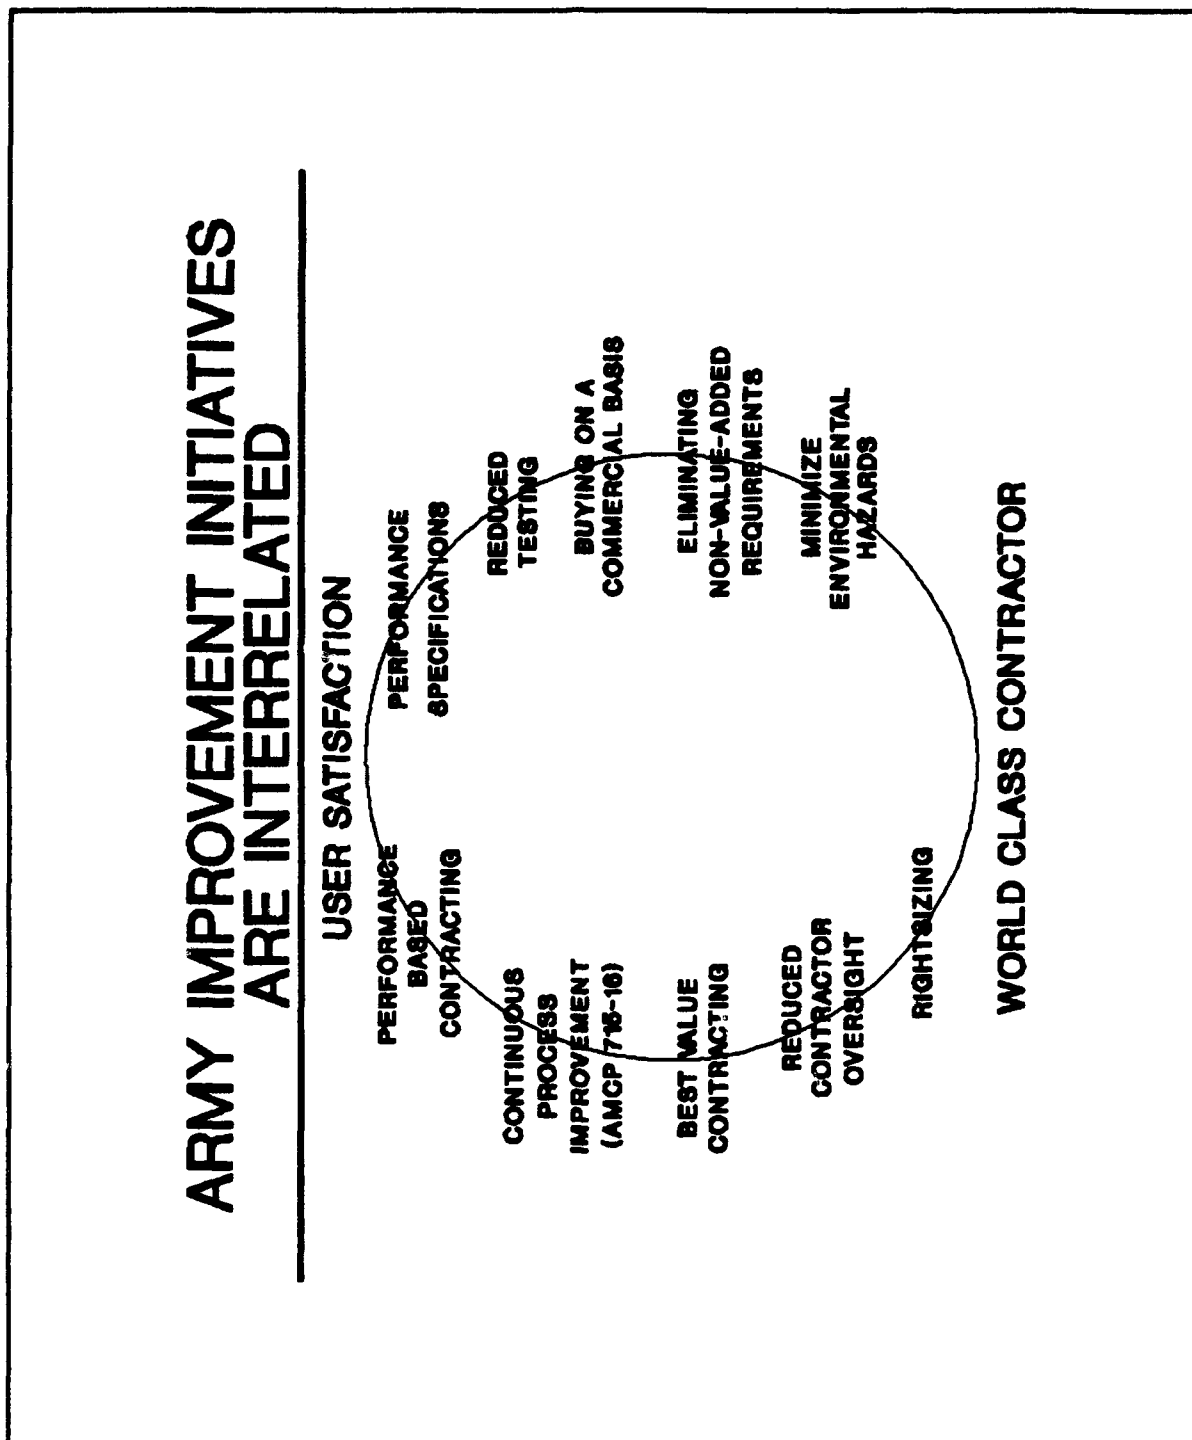 ARMY IMPROVEMENT INITIATIVES
ARE INTERRELATED
USER SATISFACTION
PERFORMANCE
BASED
CONTRACTING
PERFORMANCE
SPECIFICATIONS
CONTINUOUS
PROCESS
IMPROVEMENT
(AMCP 715-16)
REDUCED
TESTING
BUYING ON A
COMMERCIAL BASIS
BEST VALUE
CONTRACTING
ELIMINATING
NON-VALUE-ADDED
REQUIREMENTS
REDUCED
CONTRACTOR
OVERSIGHT
MINIMIZE
ENVIRONMENTAL
HAZARDS
RIGHTSIZING
WORLD CLASS CONTRACTOR